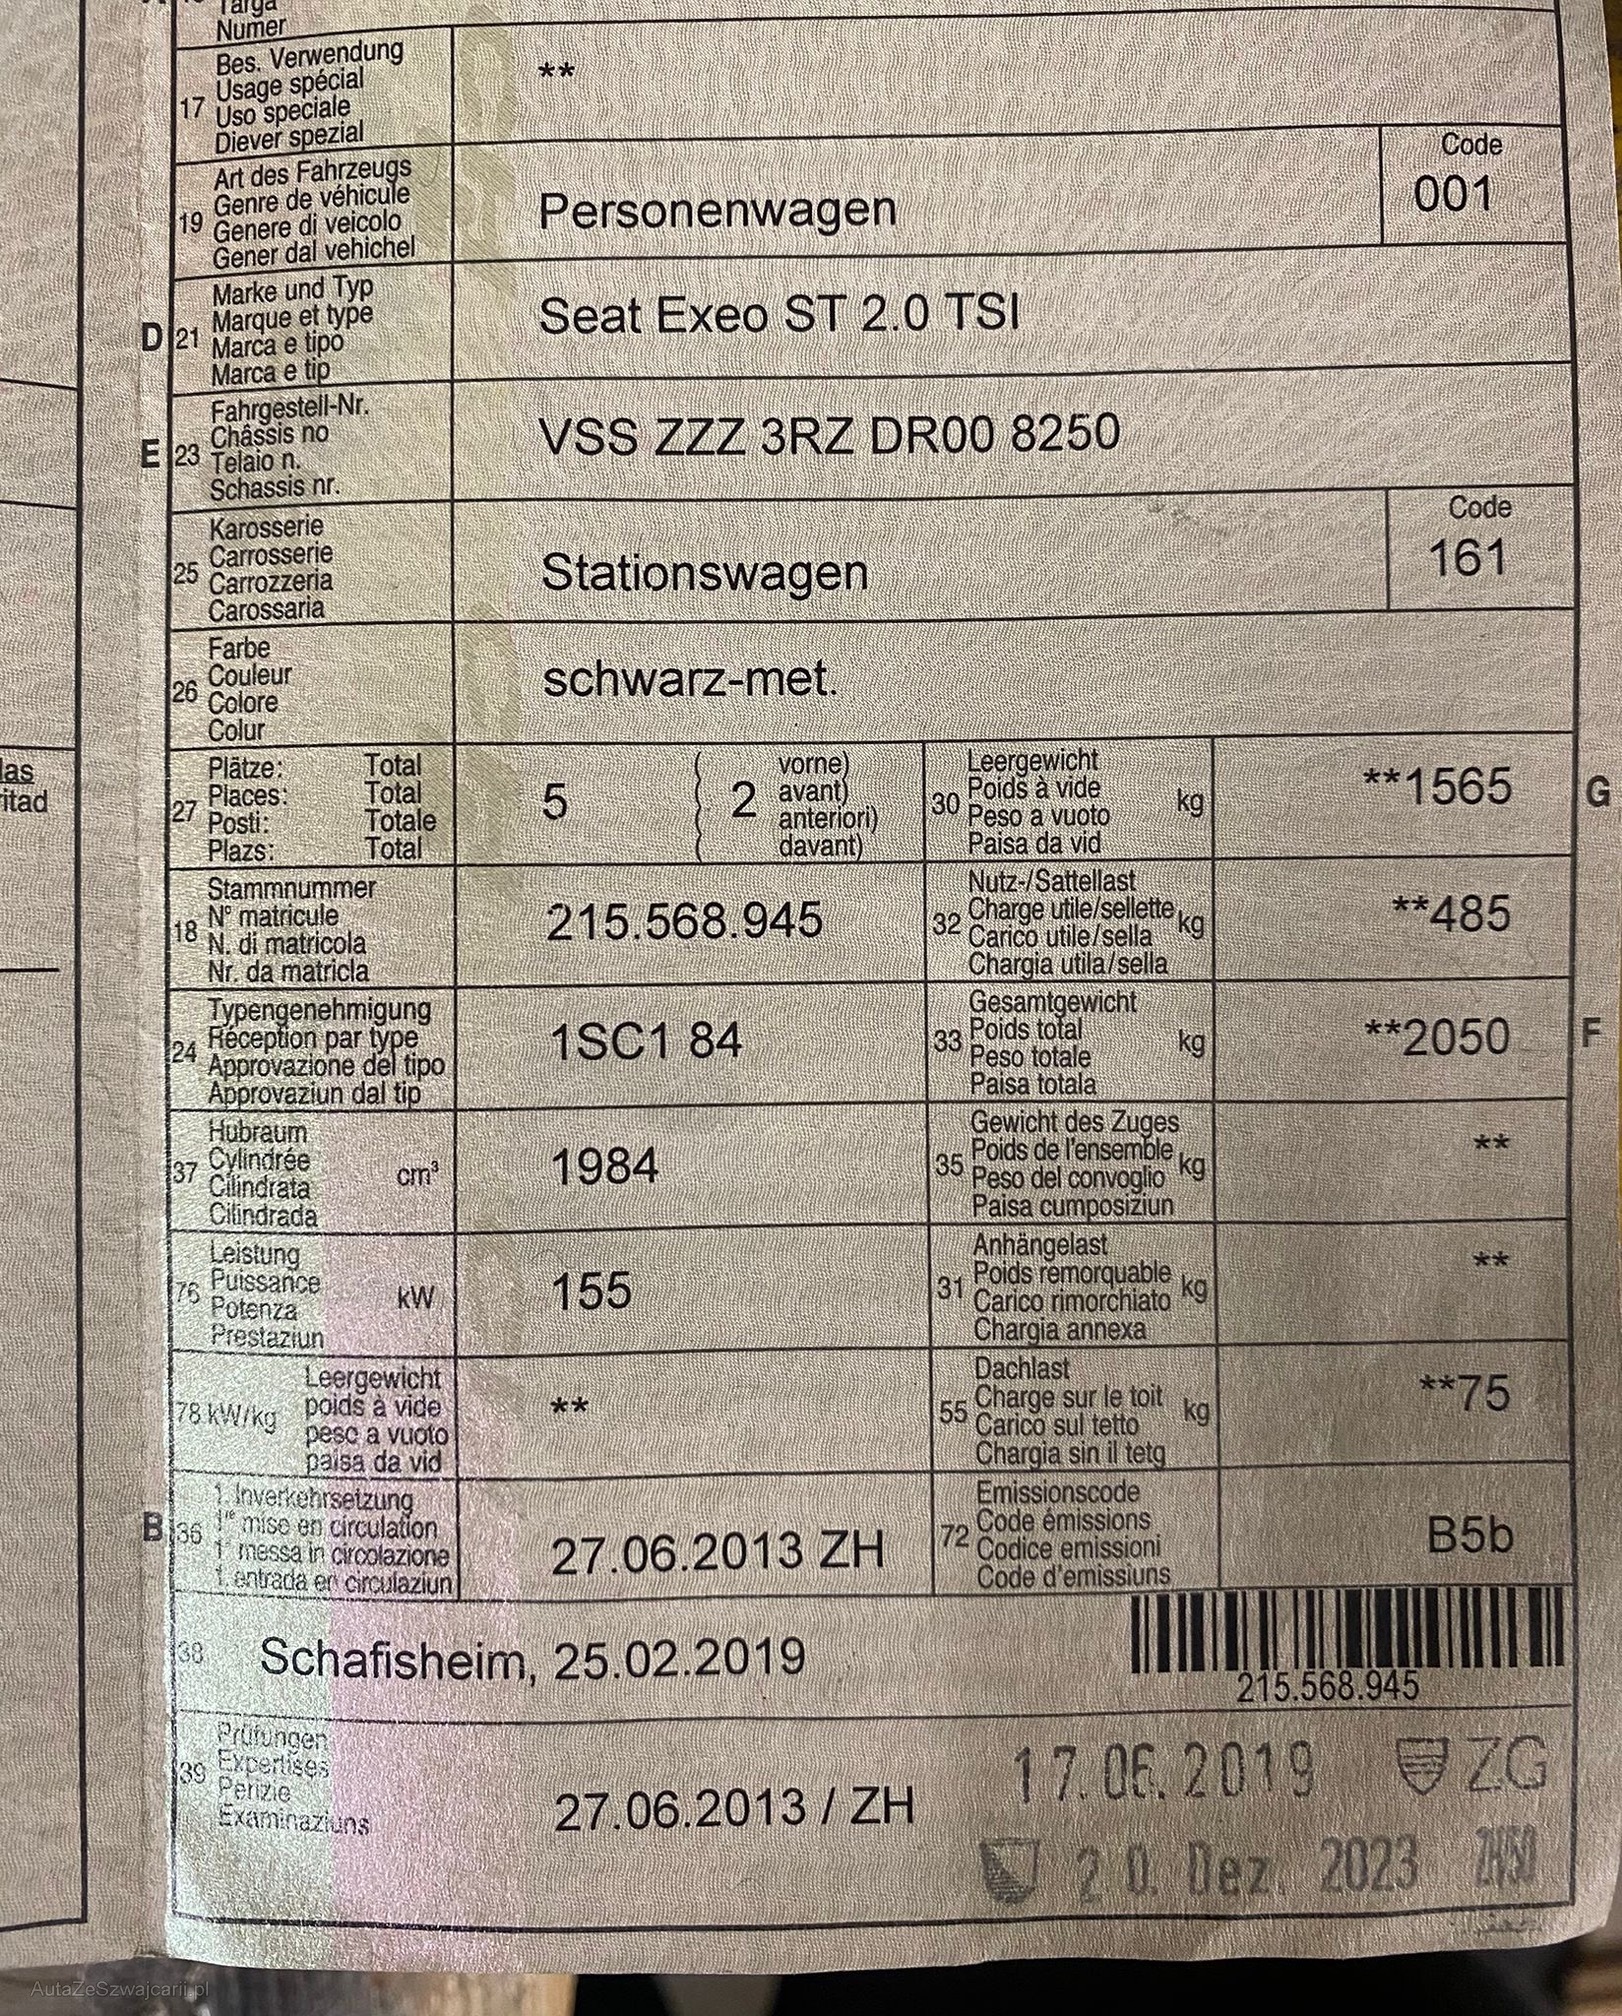 Targa
Numer
17 Bes. Verwendung
Usage spécial
Uso speciale
Diever spezial
**
19 Art des Fahrzeugs
Genre de véhicule
Genere di veicolo
Gener dal vehichel
Personenwagen
Code
001
D 21 Marke und Typ
Marque et type
Marca e tipo
Marca e tip
Seat Exeo ST 2.0 TSI
E 23 Fahrgestell-Nr.
Châssis no
Telaio n.
Schassis nr.
VSS ZZZ 3RZ DR00 8250
25 Karosserie
Carrosserie
Carrozzeria
Carossaria
Stationswagen
Code
161
26 Farbe
Couleur
Colore
Colur
schwarz-met.
las
itad
27 Plätze: Total
Places: Total
Posti: Totale
Plazs: Total
5 ( 2 vorne)
avant)
anteriori)
davant)
30 Leergewicht
Poids à vide
Peso a vuoto
Paisa da vid
kg
**1565 G
18 Stammnummer
N° matricule
N. di matricola
Nr. da matricla
215.568.945
32 Nutz-/Sattellast
Charge utile/sellette
Carico utile/sella
Chargia utila/sella
kg
**485
24 Typengenehmigung
Réception par type
Approvazione del tipo
Approvaziun dal tip
1SC1 84
33 Gesamtgewicht
Poids total
Peso totale
Paisa totala
kg
**2050 F
37 Hubraum
Cylindrée
Cilindrata
Cilindrada
cm³
1984
35 Gewicht des Zuges
Poids de l'ensemble
Peso del convoglio
Paisa cumposiziun
kg
**
76 Leistung
Puissance
Potenza
Prestaziun
kW
155
31 Anhängelast
Poids remorquable
Carico rimorchiato
Chargia annexa
kg
**
78 kW/kg Leergewicht
poids à vide
peso a vuoto
paisa da vid
**
55 Dachlast
Charge sur le toit
Carico sul tetto
Chargia sin il tetg
kg
**75
B 36 1. Inverkehrsetzung
1re mise en circulation
1a messa in circolazione
1. entrada en circulaziun
27.06.2013 ZH
72 Emissionscode
Code émissions
Codice emissioni
Code d'emissiuns
B5b
38 Schafisheim, 25.02.2019
215.568.945
39 Prüfungen
Expertises
Perizie
Examinaziuns
27.06.2013 / ZH
17.06.2019 ZG
20. Dez. 2023
AutaZeSzwajcarii.pl